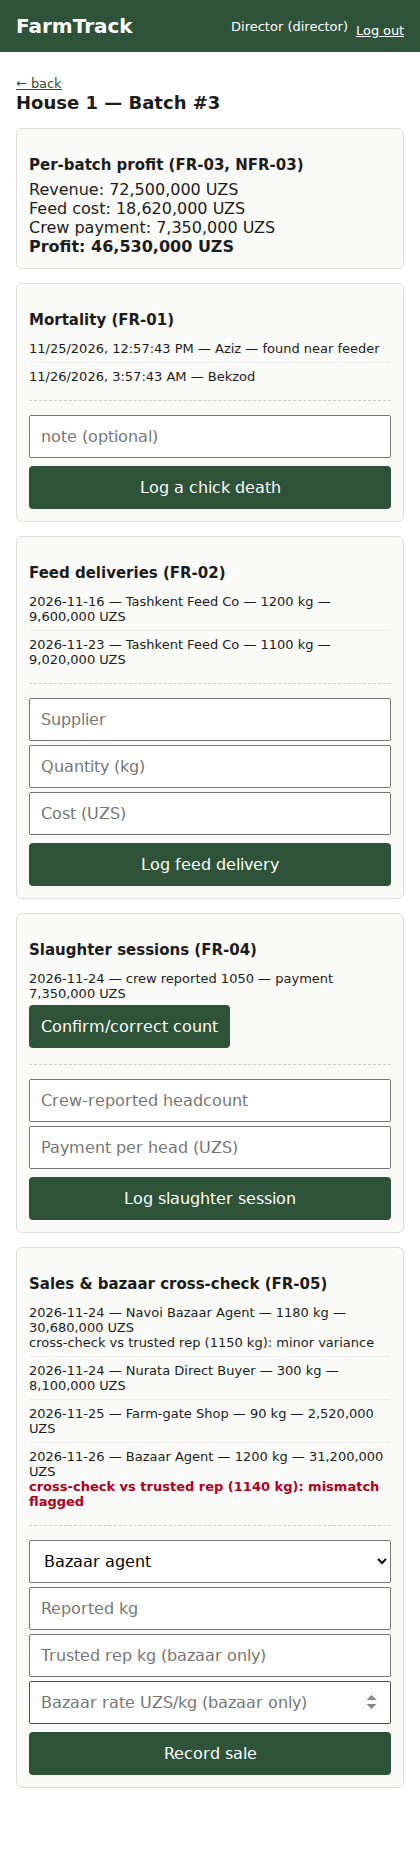 FarmTrack
Director (director) Log out
← back
House 1 — Batch #3
Per-batch profit (FR-03, NFR-03)
Revenue: 72,500,000 UZS
Feed cost: 18,620,000 UZS
Crew payment: 7,350,000 UZS
Profit: 46,530,000 UZS
Mortality (FR-01)
11/25/2026, 12:57:43 PM — Aziz — found near feeder
11/26/2026, 3:57:43 AM — Bekzod
note (optional)
Log a chick death
Feed deliveries (FR-02)
2026-11-16 — Tashkent Feed Co — 1200 kg —
9,600,000 UZS
2026-11-23 — Tashkent Feed Co — 1100 kg —
9,020,000 UZS
Supplier
Quantity (kg)
Cost (UZS)
Log feed delivery
Slaughter sessions (FR-04)
2026-11-24 — crew reported 1050 — payment
7,350,000 UZS
Confirm/correct count
Crew-reported headcount
Payment per head (UZS)
Log slaughter session
Sales & bazaar cross-check (FR-05)
2026-11-24 — Navoi Bazaar Agent — 1180 kg —
30,680,000 UZS
cross-check vs trusted rep (1150 kg): minor variance
2026-11-24 — Nurata Direct Buyer — 300 kg —
8,100,000 UZS
2026-11-25 — Farm-gate Shop — 90 kg — 2,520,000
UZS
2026-11-26 — Bazaar Agent — 1200 kg — 31,200,000
UZS
cross-check vs trusted rep (1140 kg): mismatch
flagged
Bazaar agent
Reported kg
Trusted rep kg (bazaar only)
Bazaar rate UZS/kg (bazaar only)
Record sale